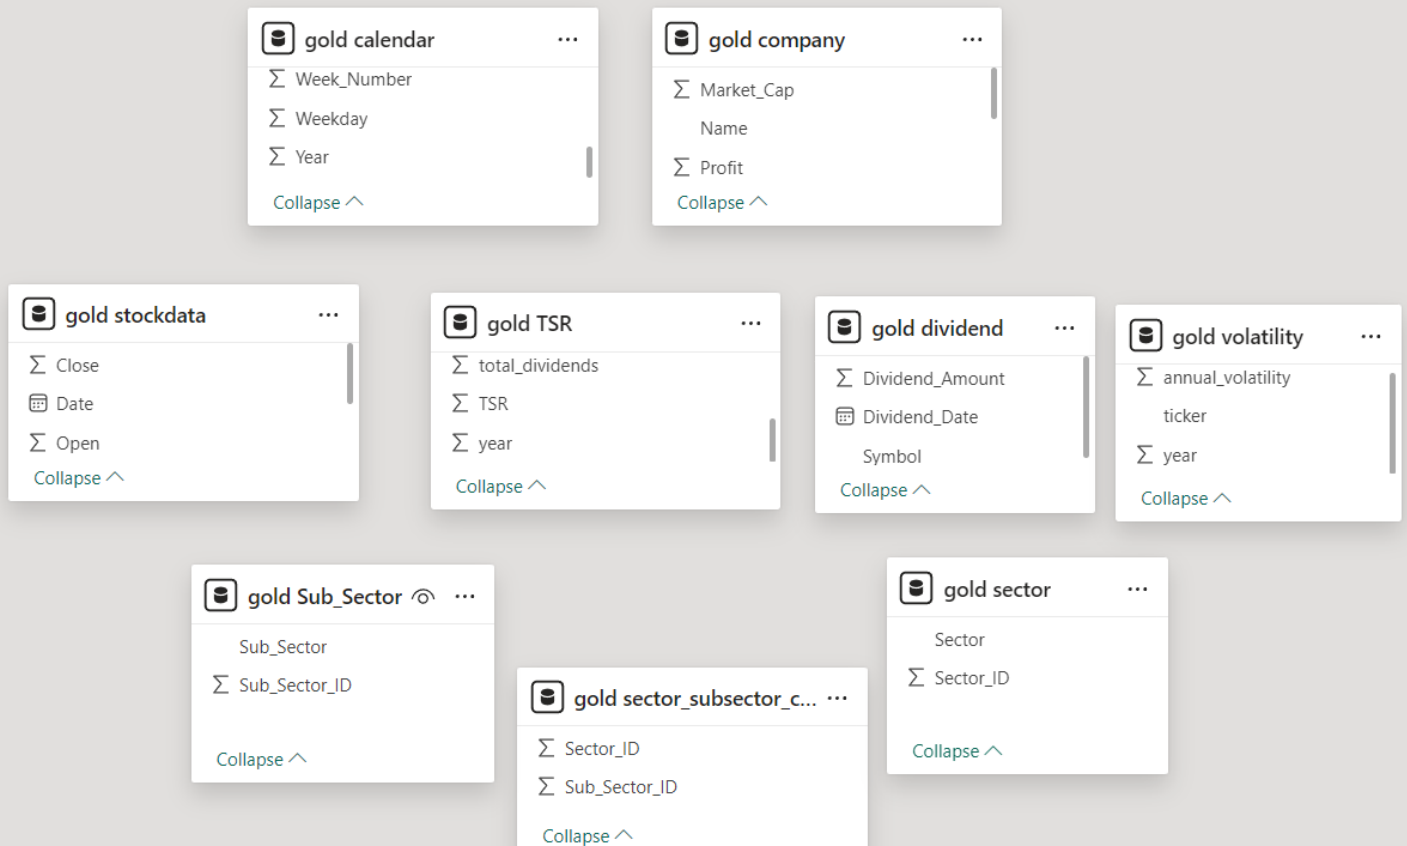 gold calendar
Week_Number
Weekday
Year
Collapse
gold company
Market_Cap
Name
Profit
Collapse
gold stockdata
Close
Date
Open
Collapse
gold TSR
total_dividends
TSR
year
Collapse
gold dividend
Dividend_Amount
Dividend_Date
Symbol
Collapse
gold volatility
annual_volatility
ticker
year
Collapse
gold Sub_Sector
Sub_Sector
Sub_Sector_ID
Collapse
gold sector_subsector_c...
Sector_ID
Sub_Sector_ID
Collapse
gold sector
Sector
Sector_ID
Collapse